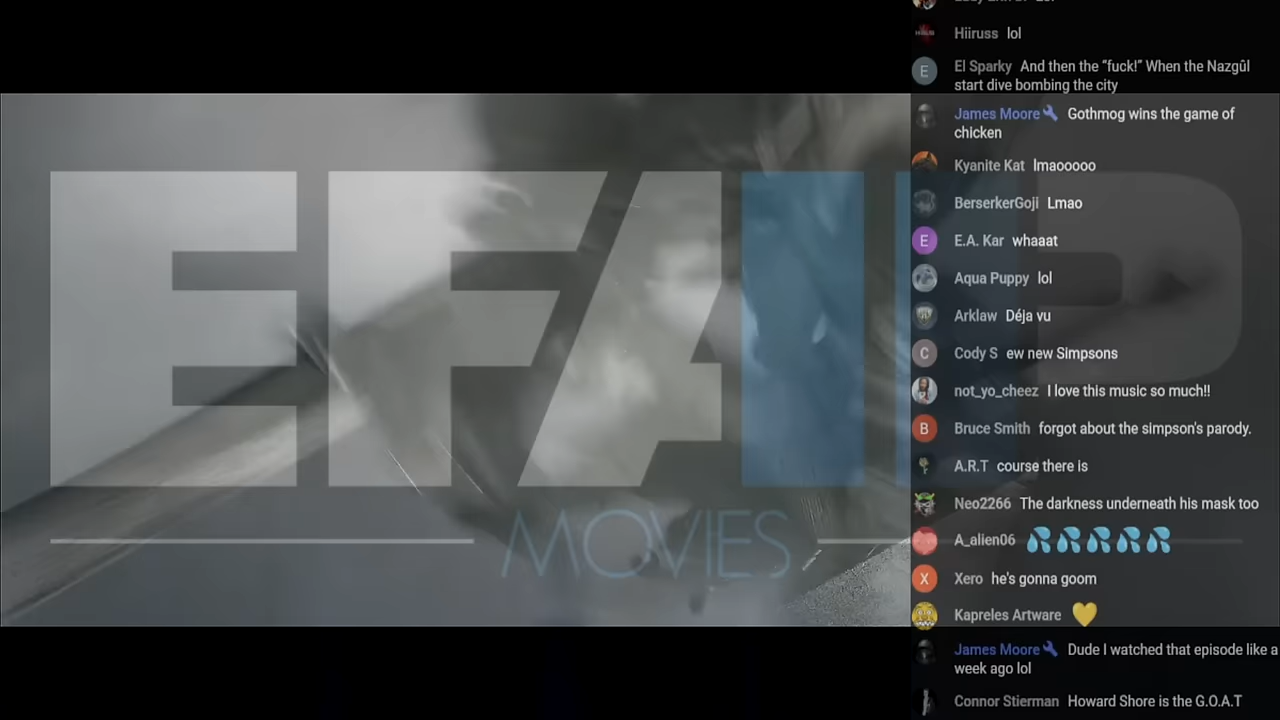 EFAP
MOVIES
Hiiruss lol
E El Sparky And then the “fuck!” When the Nazgûl
start dive bombing the city
James Moore Gothmog wins the game of
chicken
Kyanite Kat lmaooooo
BerserkerGoji Lmao
E E.A. Kar whaaat
Aqua Puppy lol
Arklaw Déja vu
C Cody S ew new Simpsons
not_yo_cheez I love this music so much!!
B Bruce Smith forgot about the simpson's parody.
A.R.T course there is
Neo2266 The darkness underneath his mask too
A_alien06 💦💦💦💦💦
X Xero he's gonna goom
Kapreles Artware 💛
James Moore Dude I watched that episode like a
week ago lol
Connor Stierman Howard Shore is the G.O.A.T